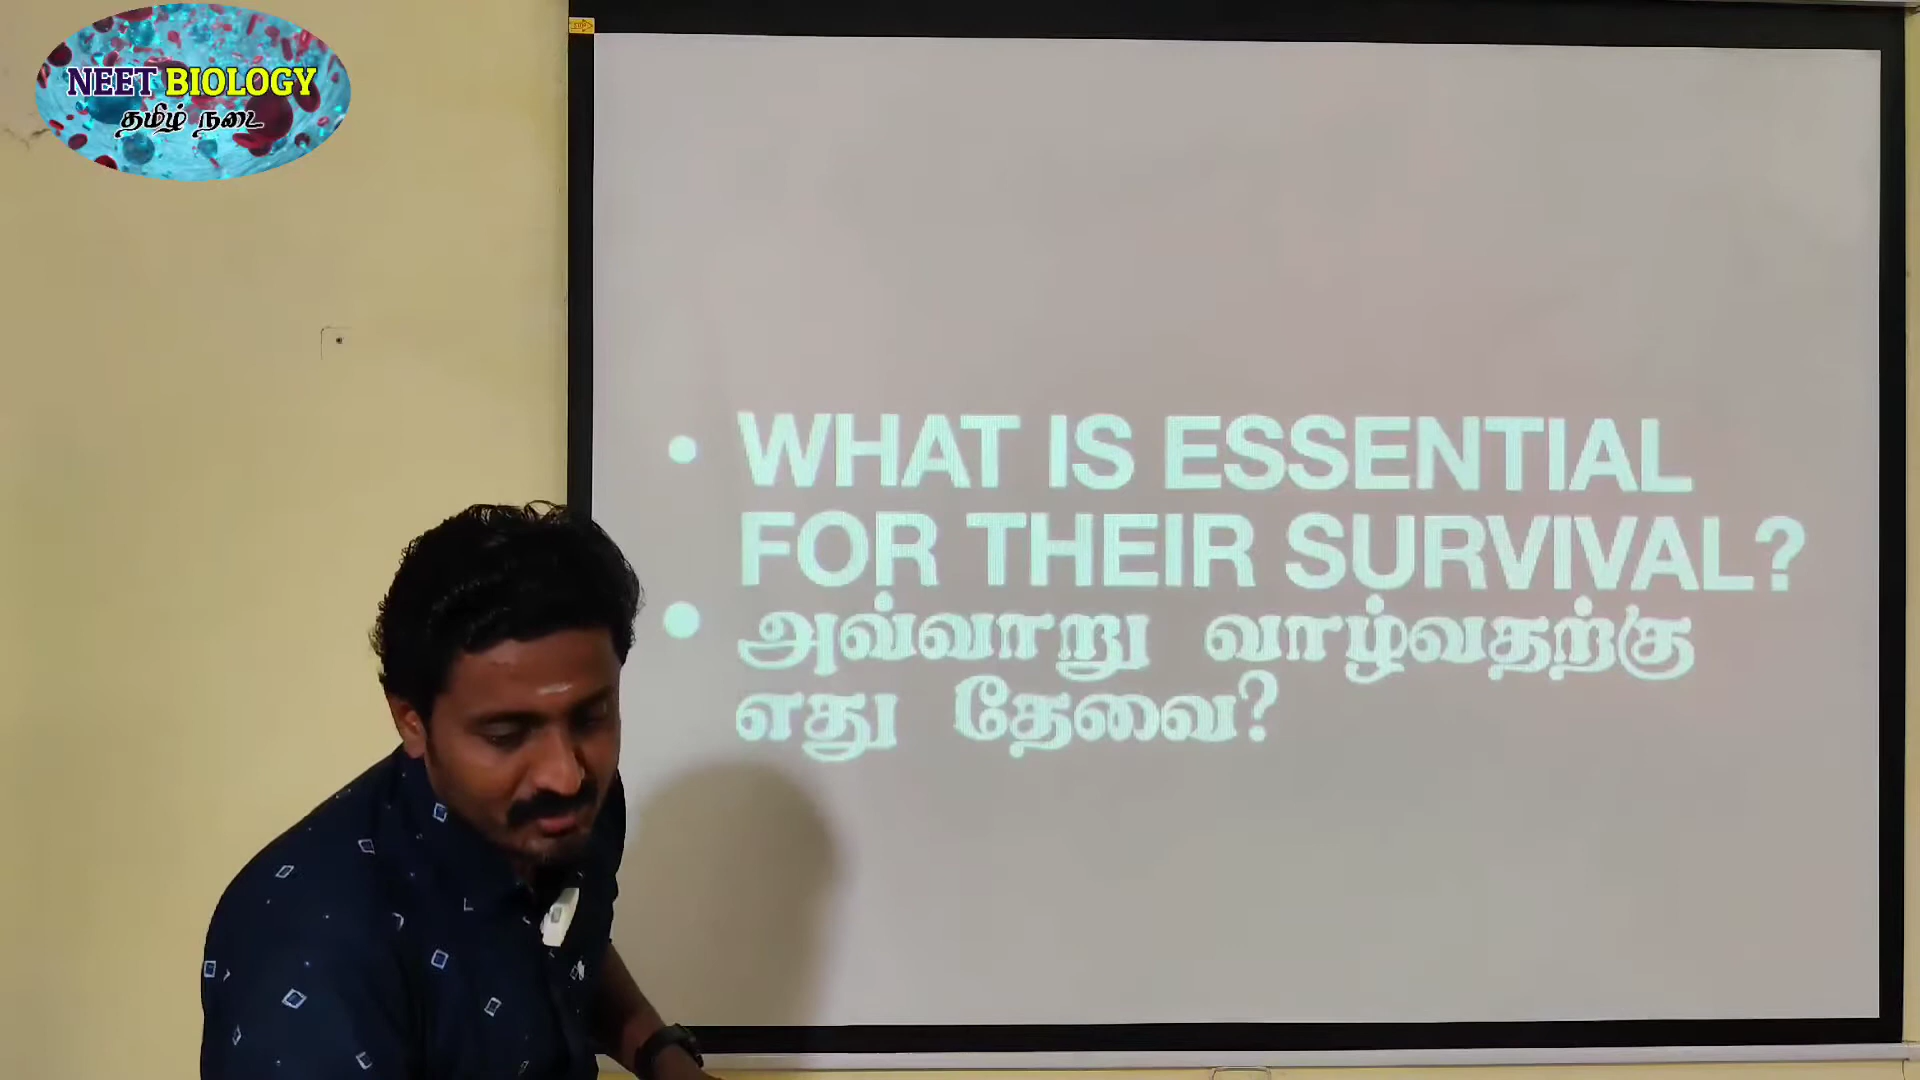 NEET BIOLOGY
தமிழ் நடை
• WHAT IS ESSENTIAL
FOR THEIR SURVIVAL?
• அவ்வாறு வாழ்வதற்கு
எது தேவை?